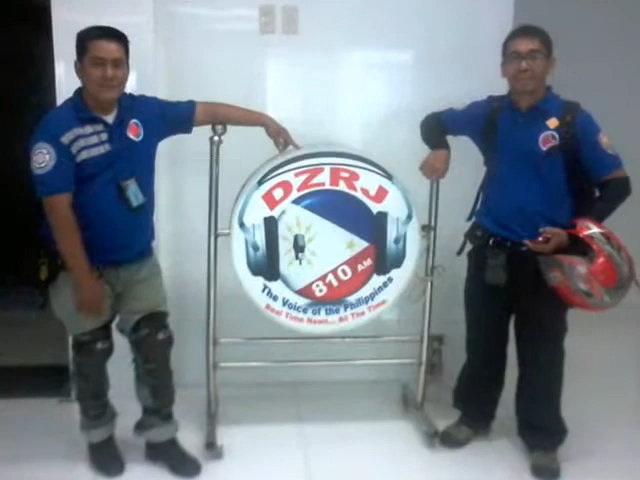 DZRJ
810 AM
The Voice of the Philippines
Real Time News... All The Time.